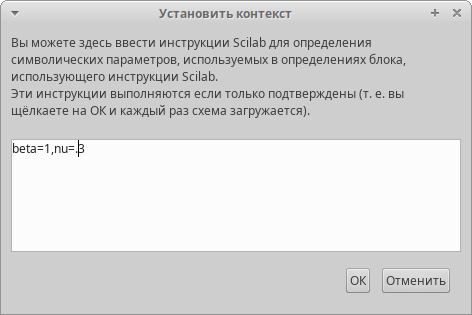 Установить контекст
Вы можете здесь ввести инструкции Scilab для определения
символических параметров, используемых в определениях блока,
использующего инструкции Scilab.
Эти инструкции выполняются если только подтверждены (т. е. вы
щёлкаете на ОК и каждый раз схема загружается).
beta=1,nu=.3
ОК Отменить